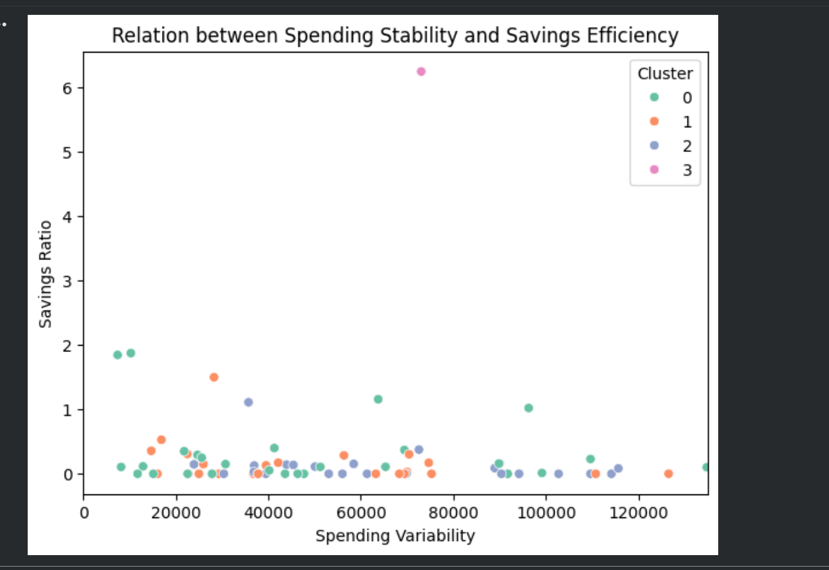 ..
Relation between Spending Stability and Savings Efficiency
Cluster
0
1
2
3
6
5
4
3
2
1
0
Savings Ratio
0 20000 40000 60000 80000 100000 120000
Spending Variability